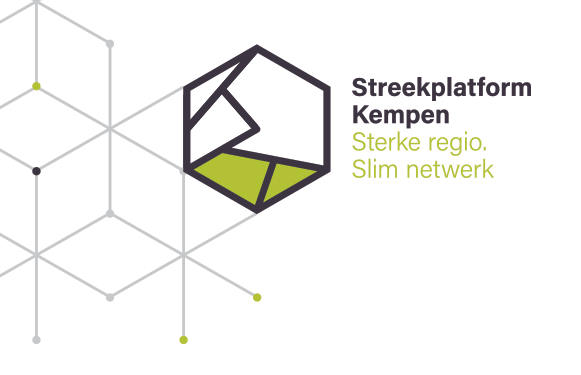 Streekplatform
Kempen
Sterke regio.
Slim netwerk